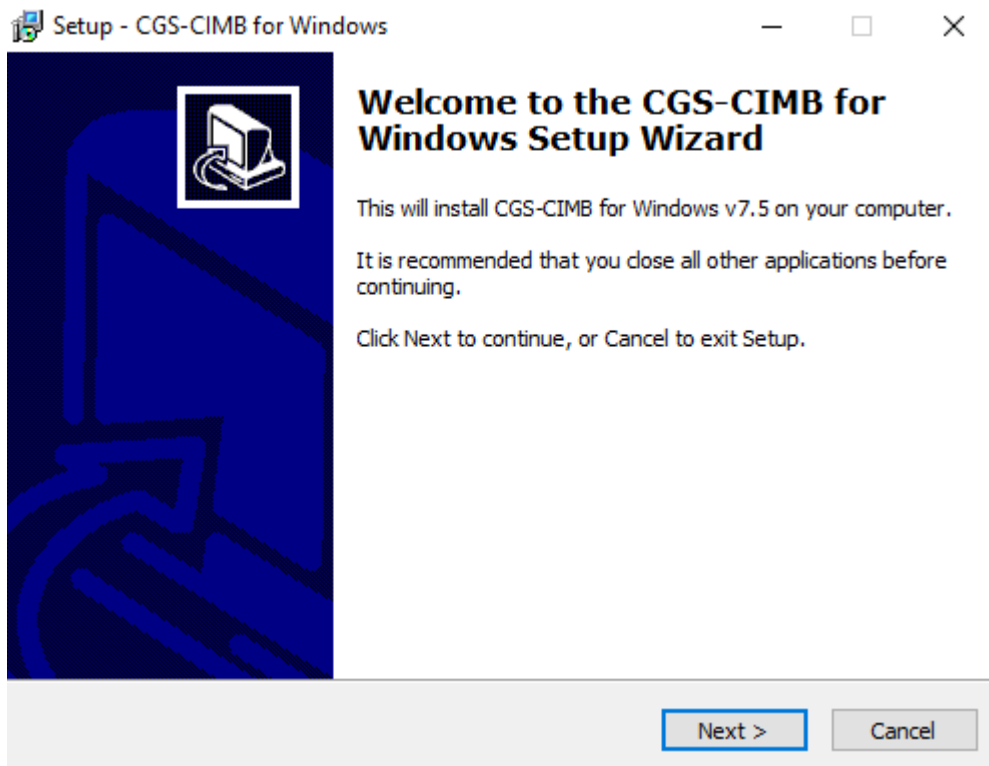 Setup - CGS-CIMB for Windows
Welcome to the CGS-CIMB for
Windows Setup Wizard
This will install CGS-CIMB for Windows v7.5 on your computer.
It is recommended that you close all other applications before
continuing.
Click Next to continue, or Cancel to exit Setup.
Next >
Cancel